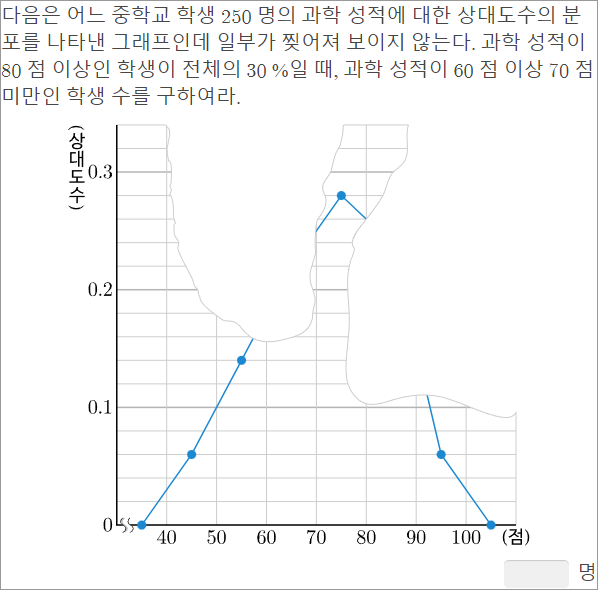 다음은 어느 중학교 학생 250 명의 과학 성적에 대한 상대도수의 분
포를 나타낸 그래프인데 일부가 찢어져 보이지 않는다. 과학 성적이
80 점 이상인 학생이 전체의 30 %일 때, 과학 성적이 60 점 이상 70 점
미만인 학생 수를 구하여라.
(상대도수)
0.3
0.2
0.1
0
40 50 60 70 80 90 100 (점)
명